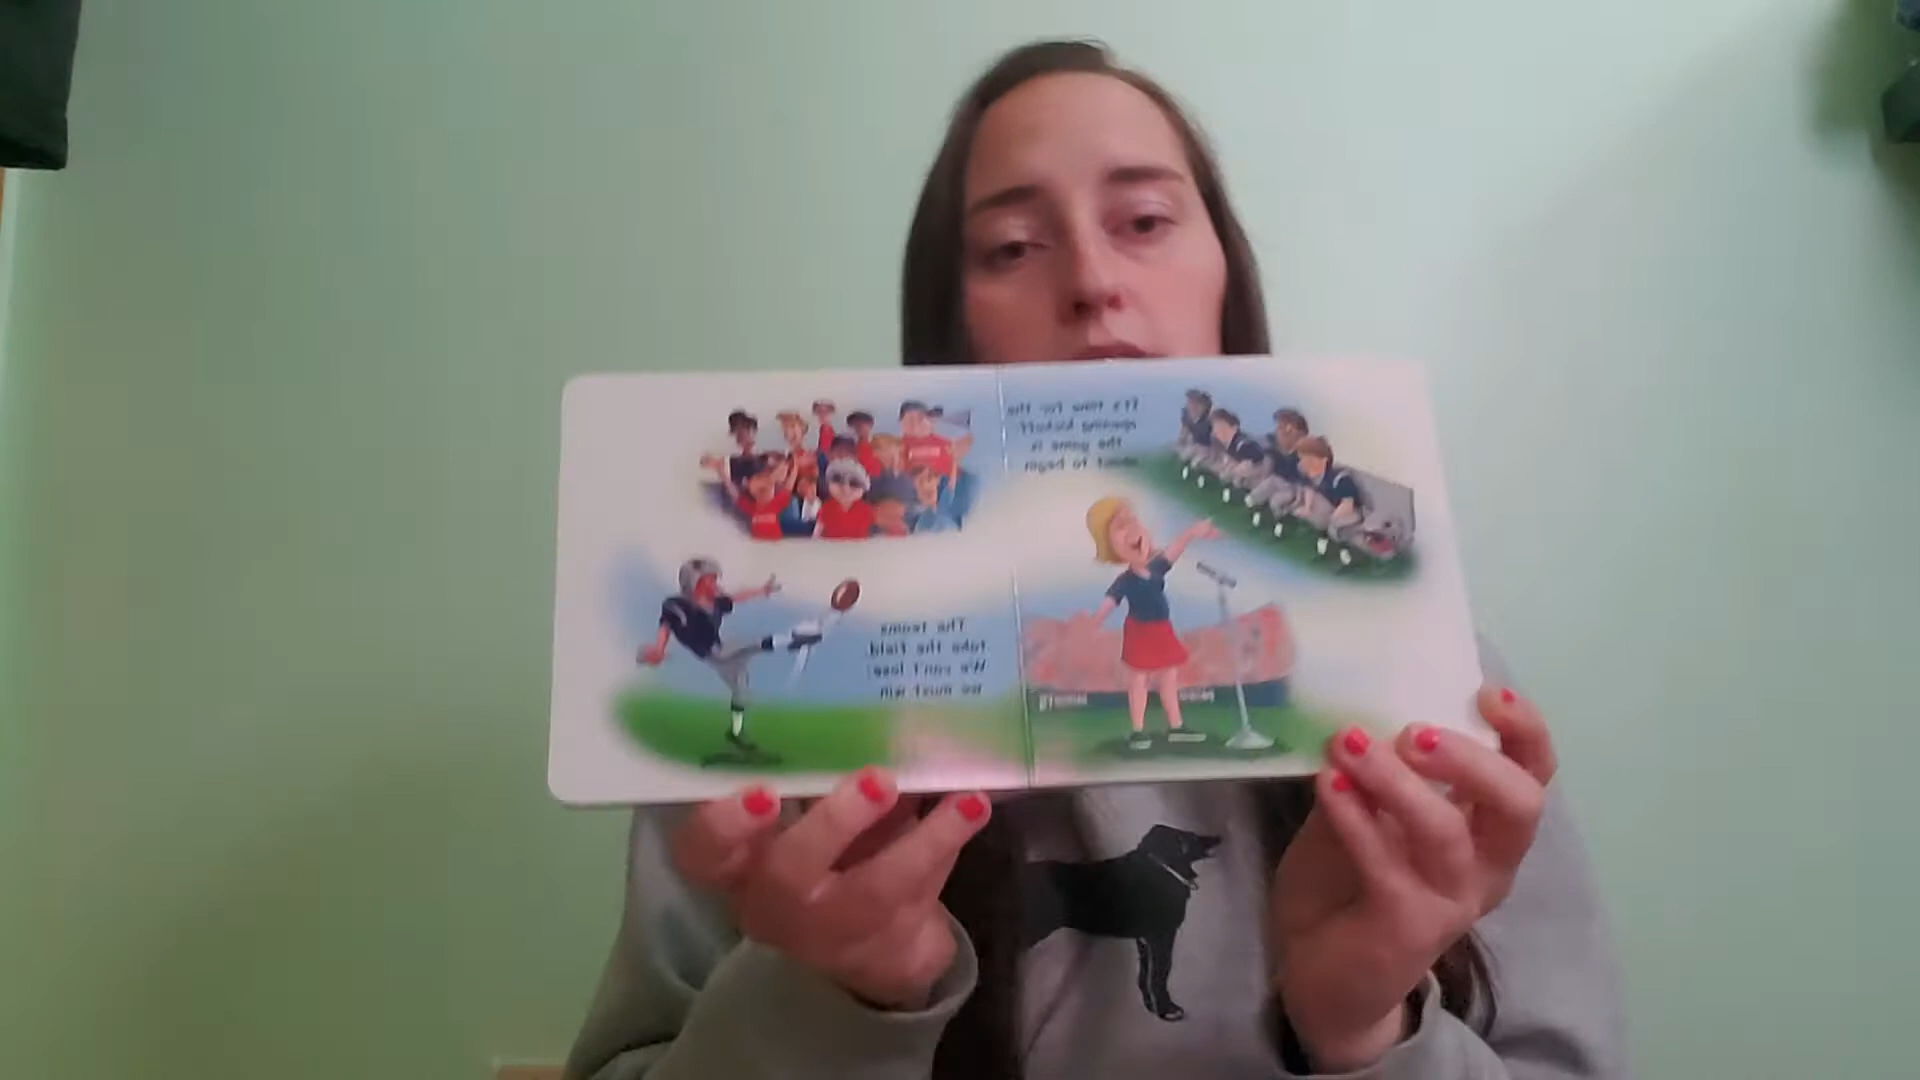 It's time for the
opening kickoff:
the game is
about to begin.
The teams
take the field.
We can't lose;
we must win